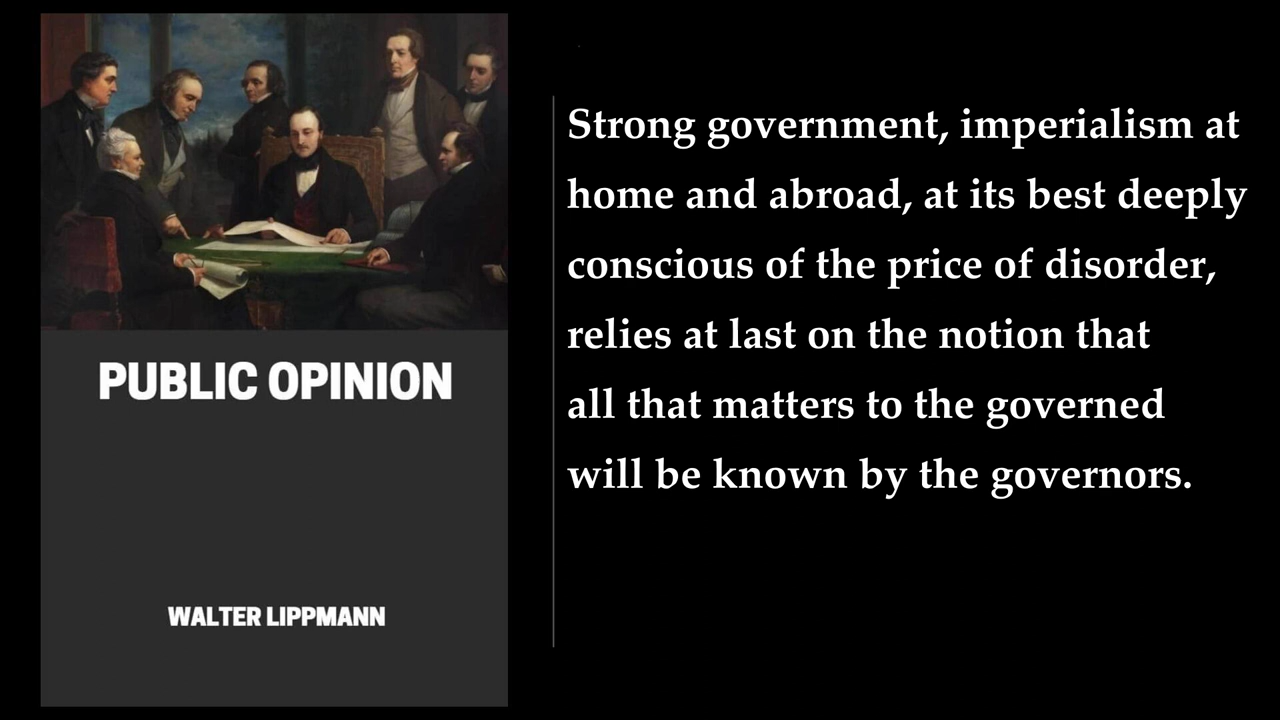 PUBLIC OPINION
WALTER LIPPMANN
Strong government, imperialism at
home and abroad, at its best deeply
conscious of the price of disorder,
relies at last on the notion that
all that matters to the governed
will be known by the governors.